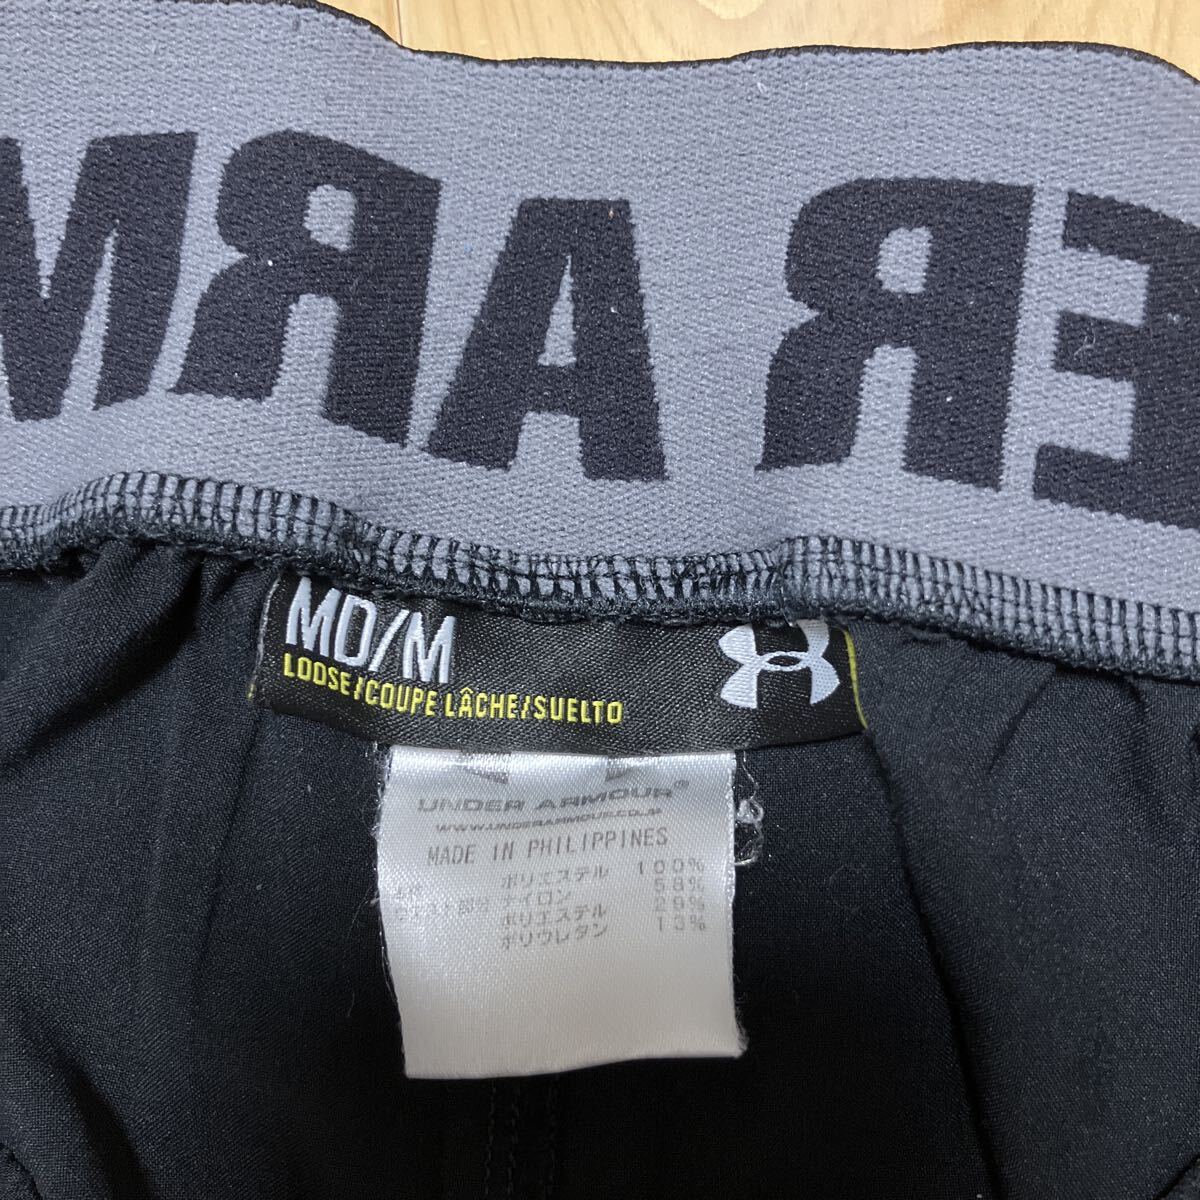 ER ARM
MD/M
LOOSE/COUPE LÂCHE/SUELTO
UNDER ARMOUR®
WWW.UNDERARMOUR.CO.JP
MADE IN PHILIPPINES
ポリエステル 100%
ナイロン 58%
ポリエステル 29%
ポリウレタン 13%